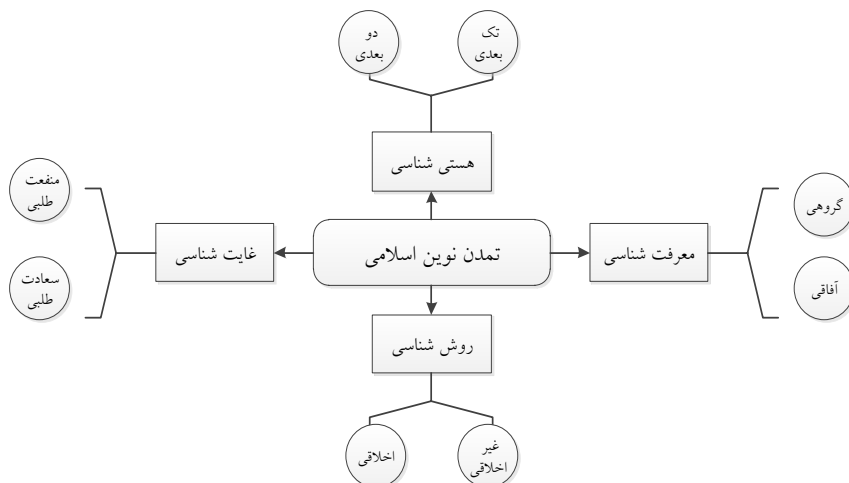 دو
بعدی
تک
بعدی
هستی شناسی
منفعت
طلبی
گروهی
غایت شناسی
تمدن نوین اسلامی
معرفت شناسی
سعادت
طلبی
آفاقی
روش شناسی
اخلاقی
غیر
اخلاقی